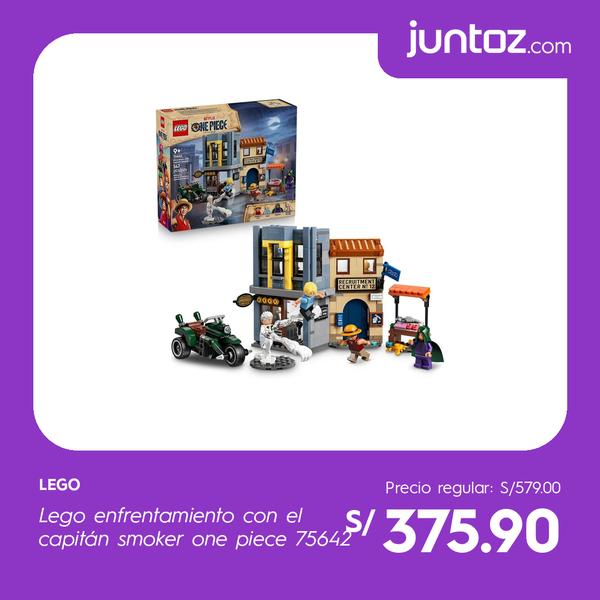 juntoz.com
NETFLIX
LEGO
ONE PIECE
9+
RECRUITMENT
CENTER Nº 12
LEGO
Precio regular: S/579.00
Lego enfrentamiento con el
capitán smoker one piece 75642
S/ 375.90